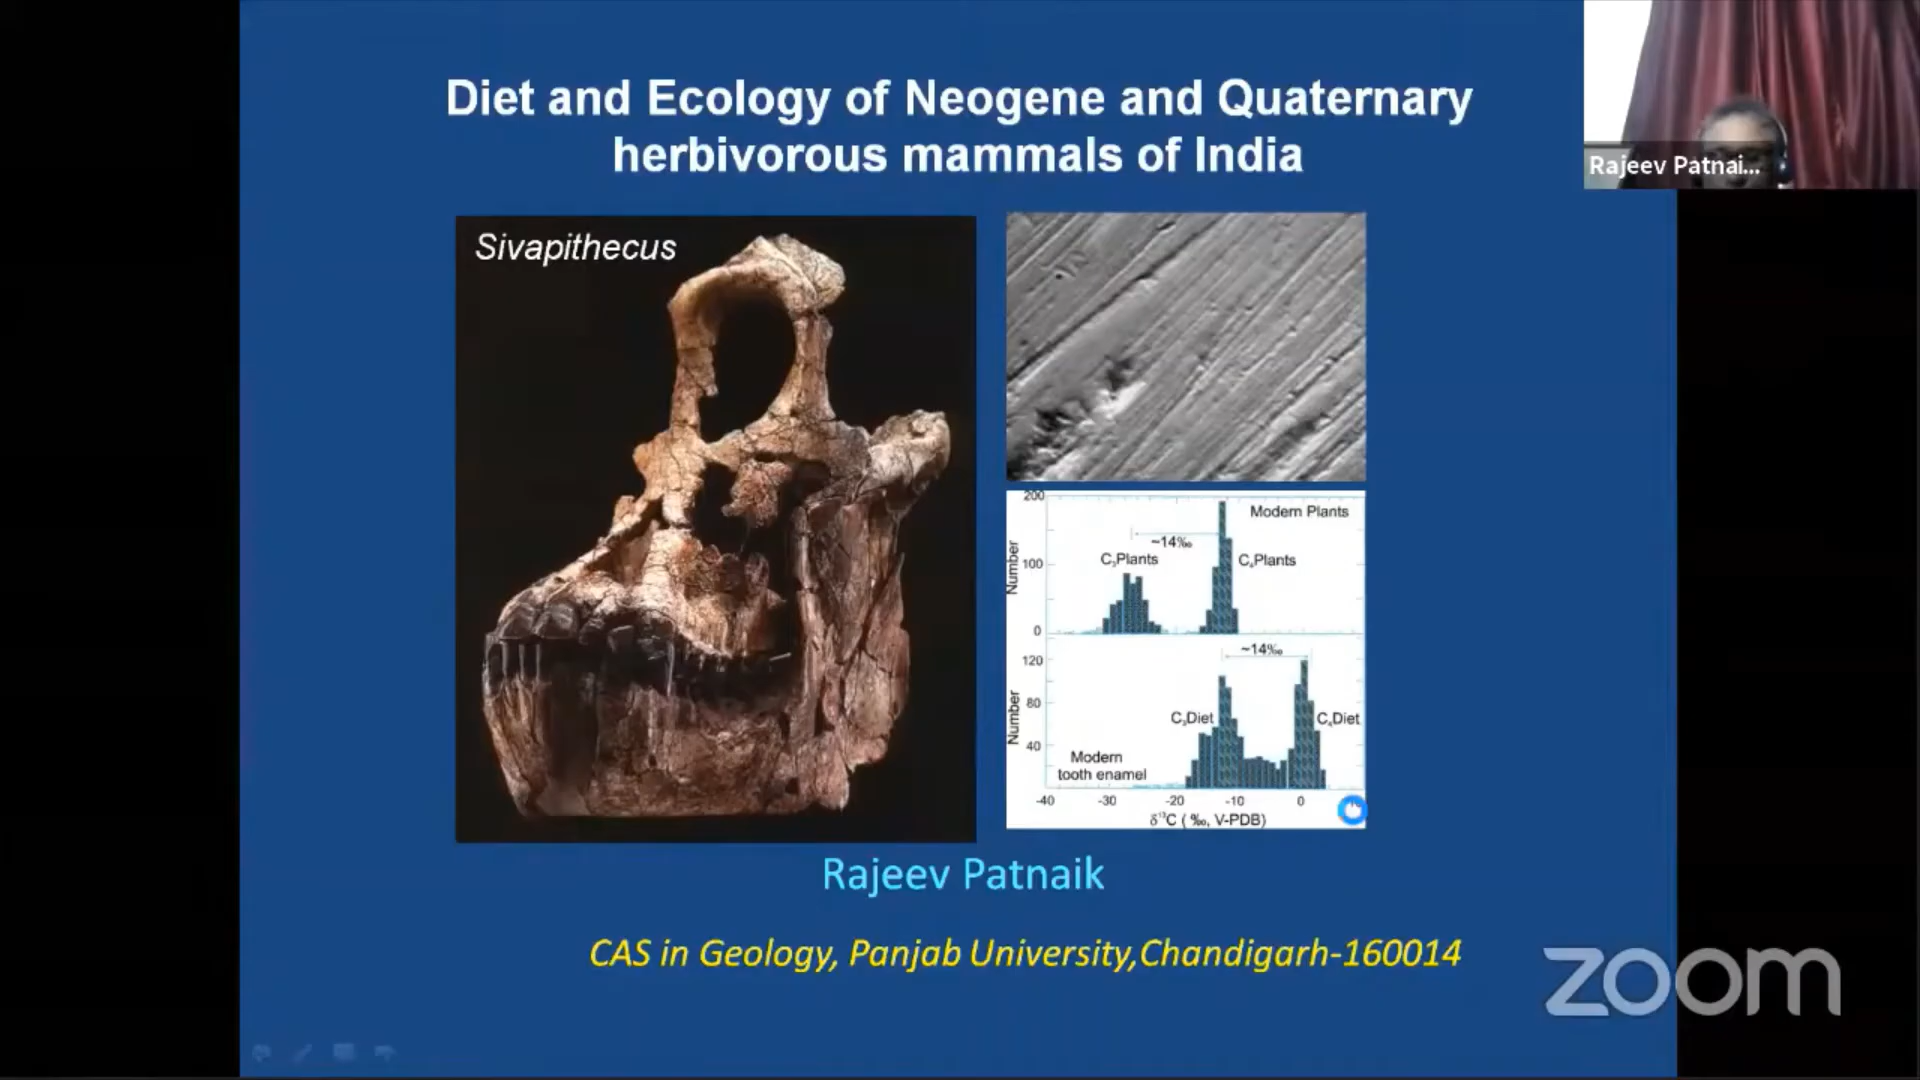 Diet and Ecology of Neogene and Quaternary
herbivorous mammals of India
Rajeev Patnai...
Sivapithecus
200
Modern Plants
~14‰
C₃Plants
C₄Plants
Number
100
0
~14‰
120
Number
80
C₃Diet
C₄Diet
40
Modern
tooth enamel
-40 -30 -20 -10 0
δ¹³C ( ‰, V-PDB)
Rajeev Patnaik
CAS in Geology, Panjab University,Chandigarh-160014
zoom